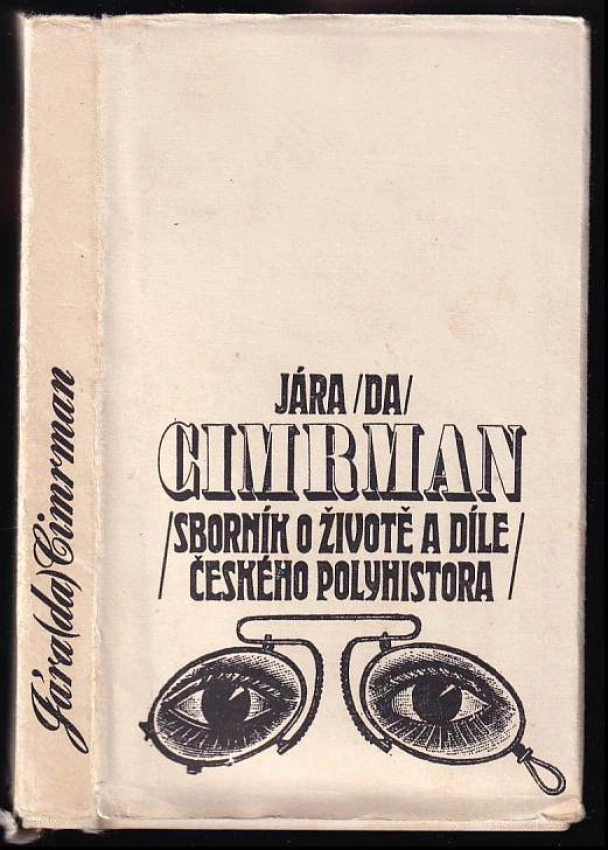 Jára(da)Cimrman
JÁRA /DA/
CIMRMAN
/SBORNÍK O ŽIVOTĚ A DÍLE
ČESKÉHO POLYHISTORA/